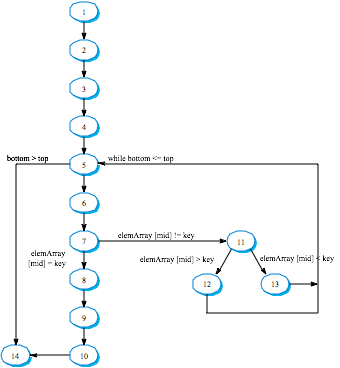 1
2
3
4
bottom > top
while bottom <= top
5
6
elemArray [mid] != key
7
11
elemArray
[mid] = key
elemArray [mid] > key
elemArray [mid] < key
8
12
13
9
14
10